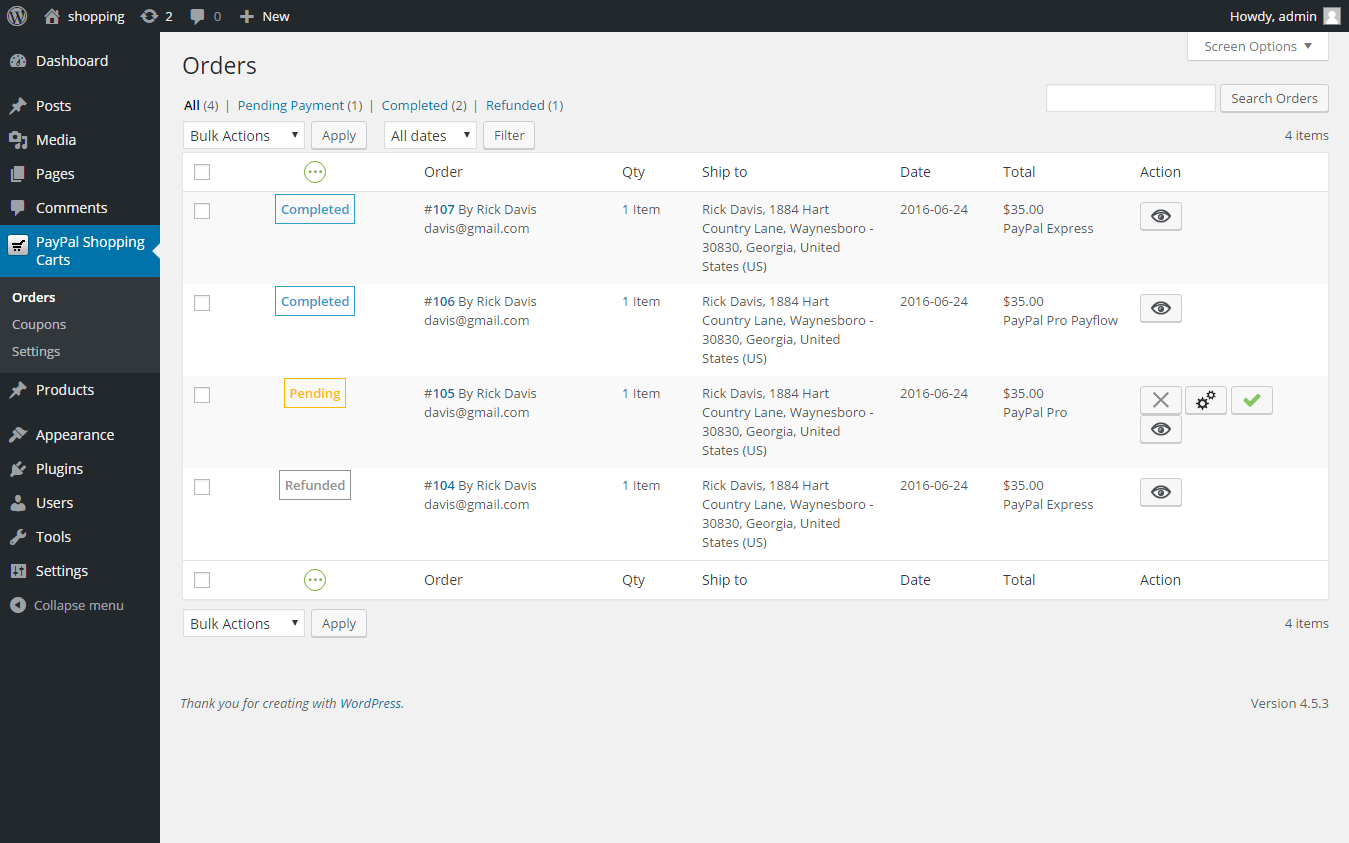 shopping 2 0 New Howdy, admin
Screen Options
Dashboard
Posts
Media
Pages
Comments
PayPal Shopping
Carts
Orders
Coupons
Settings
Products
Appearance
Plugins
Users
Tools
Settings
Collapse menu
Orders
All (4) | Pending Payment (1) | Completed (2) | Refunded (1)
Search Orders
Bulk Actions Apply All dates Filter 4 items
Order Qty Ship to Date Total Action
Completed #107 By Rick Davis 1 Item Rick Davis, 1884 Hart 2016-06-24 $35.00
davis@gmail.com Country Lane, Waynesboro - PayPal Express
30830, Georgia, United
States (US)
Completed #106 By Rick Davis 1 Item Rick Davis, 1884 Hart 2016-06-24 $35.00
davis@gmail.com Country Lane, Waynesboro - PayPal Pro Payflow
30830, Georgia, United
States (US)
Pending #105 By Rick Davis 1 Item Rick Davis, 1884 Hart 2016-06-24 $35.00
davis@gmail.com Country Lane, Waynesboro - PayPal Pro
30830, Georgia, United
States (US)
Refunded #104 By Rick Davis 1 Item Rick Davis, 1884 Hart 2016-06-24 $35.00
davis@gmail.com Country Lane, Waynesboro - PayPal Express
30830, Georgia, United
States (US)
Order Qty Ship to Date Total Action
Bulk Actions Apply 4 items
Thank you for creating with WordPress. Version 4.5.3